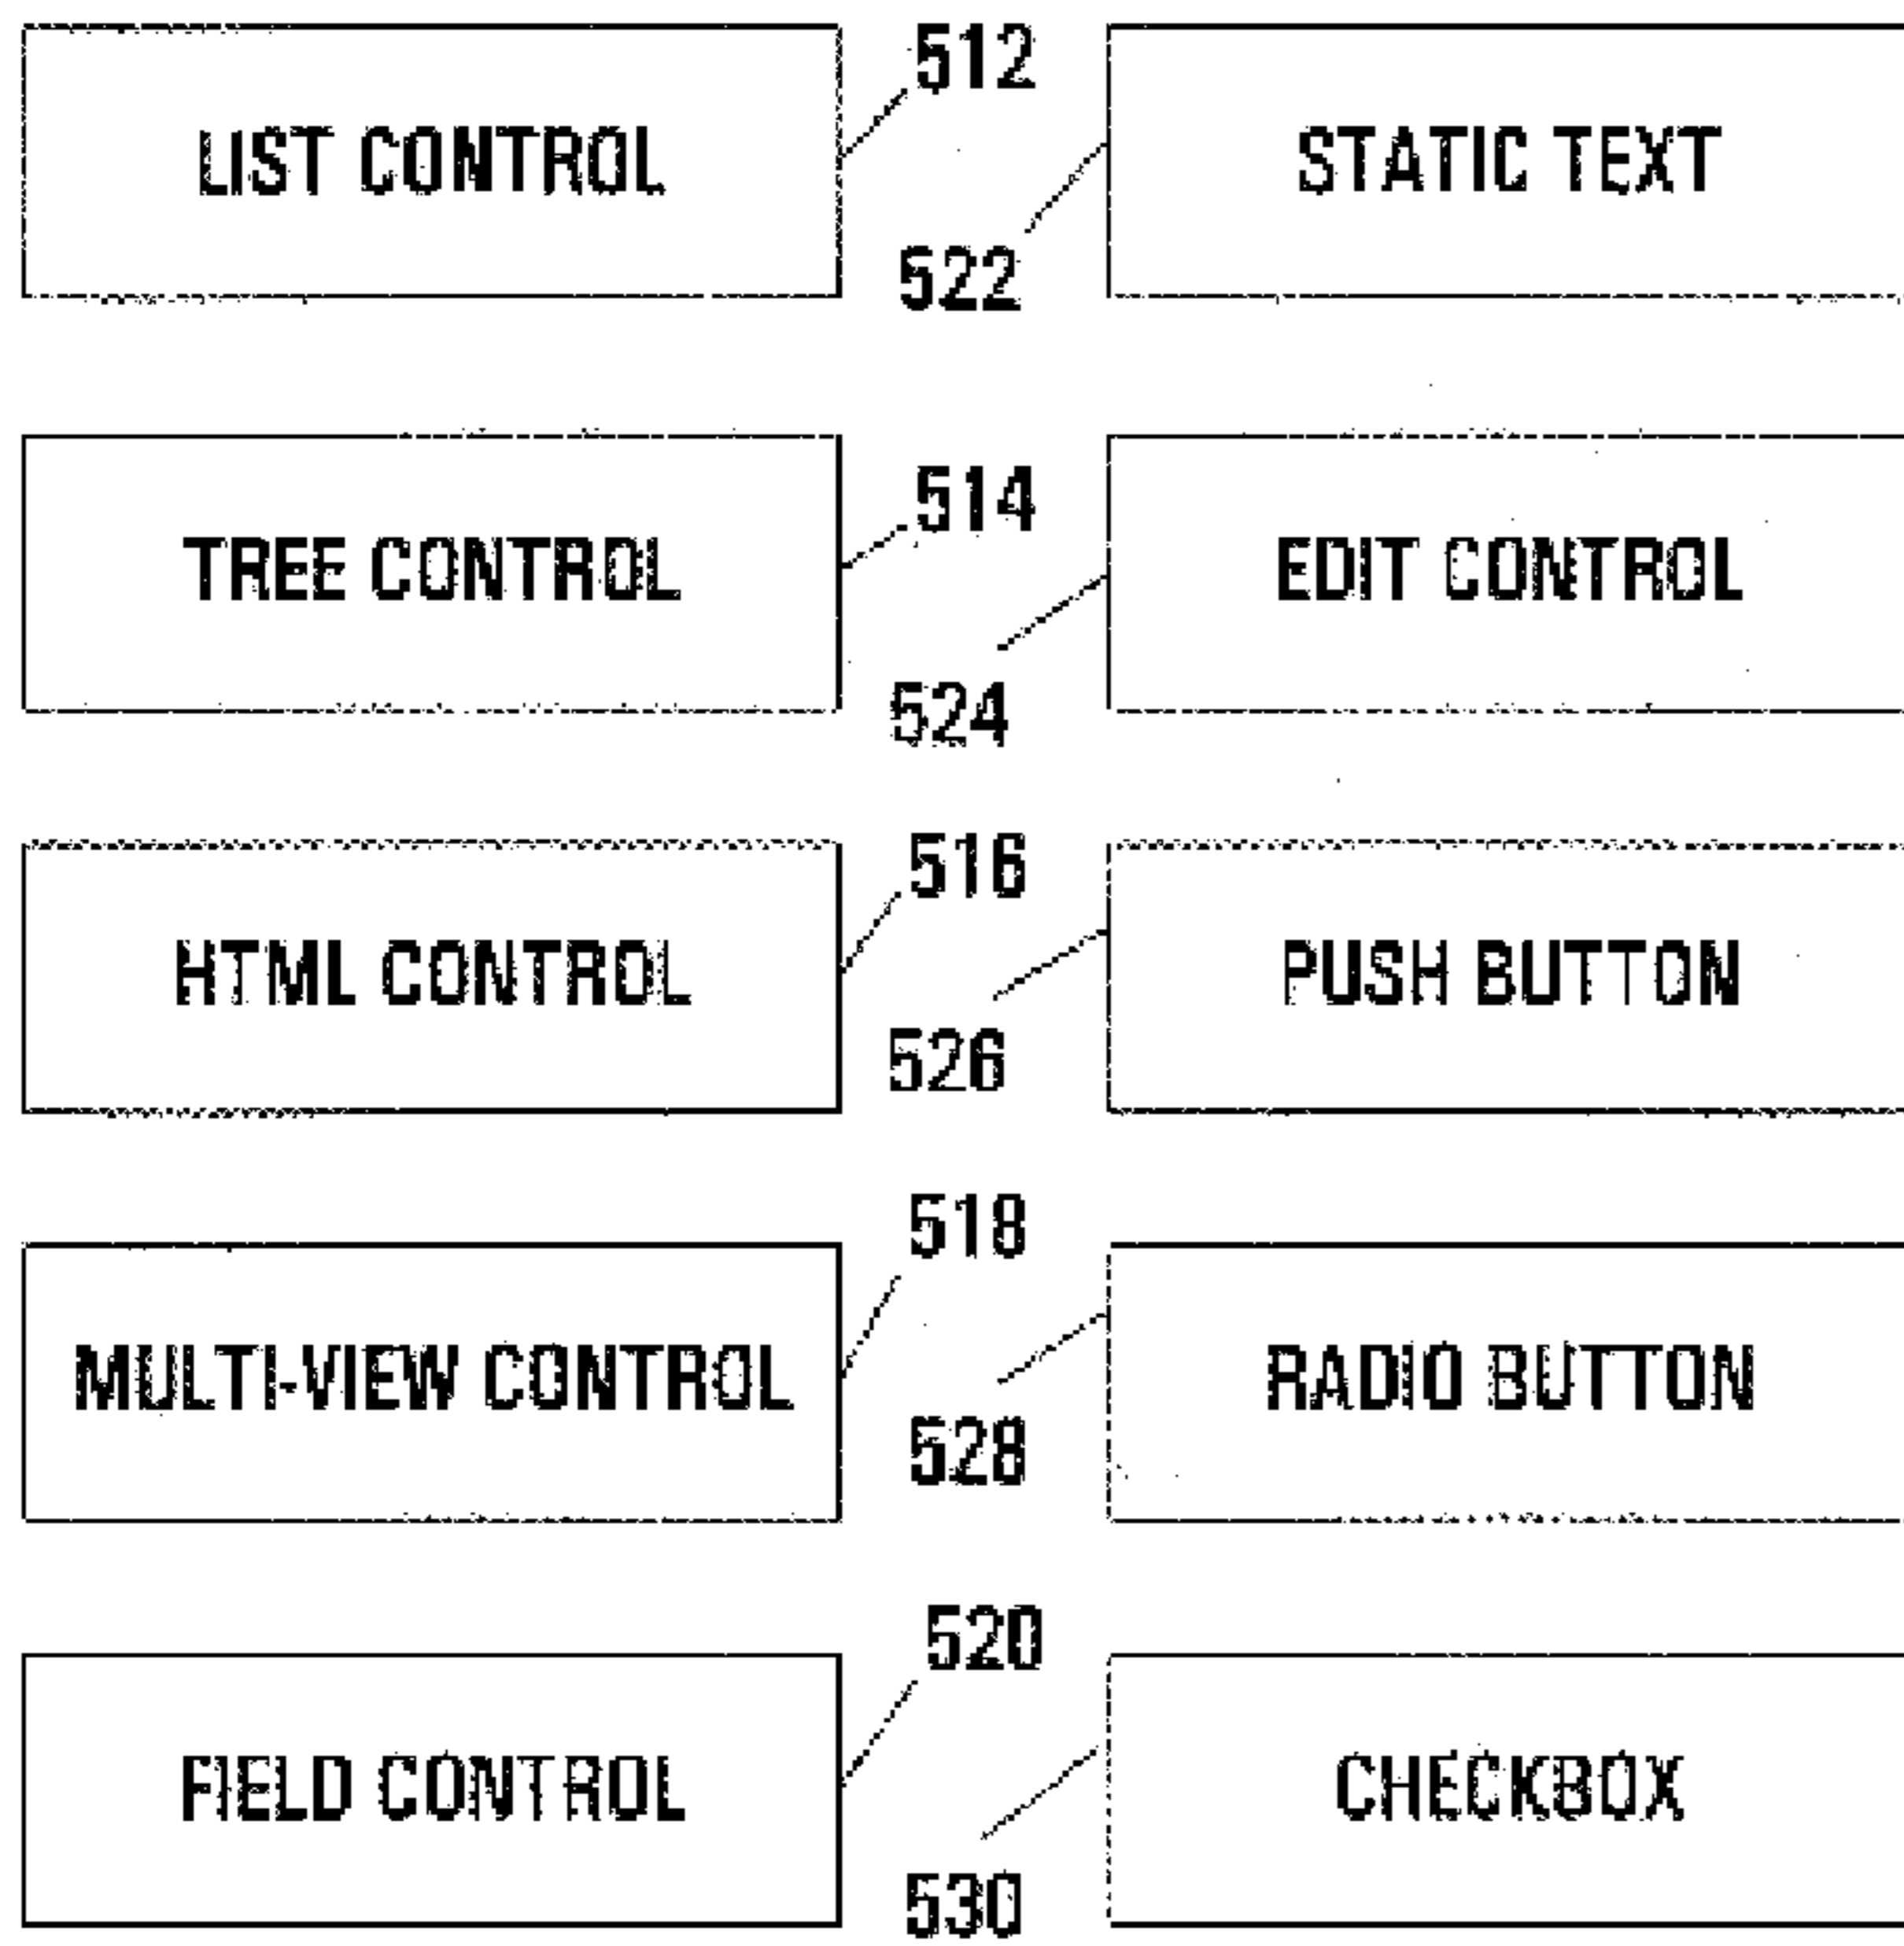 LIST CONTROL
512
STATIC TEXT
522
TREE CONTROL
514
EDIT CONTROL
524
HTML CONTROL
516
PUSH BUTTON
526
MULTI-VIEW CONTROL
518
RADIO BUTTON
528
FIELD CONTROL
520
CHECKBOX
530